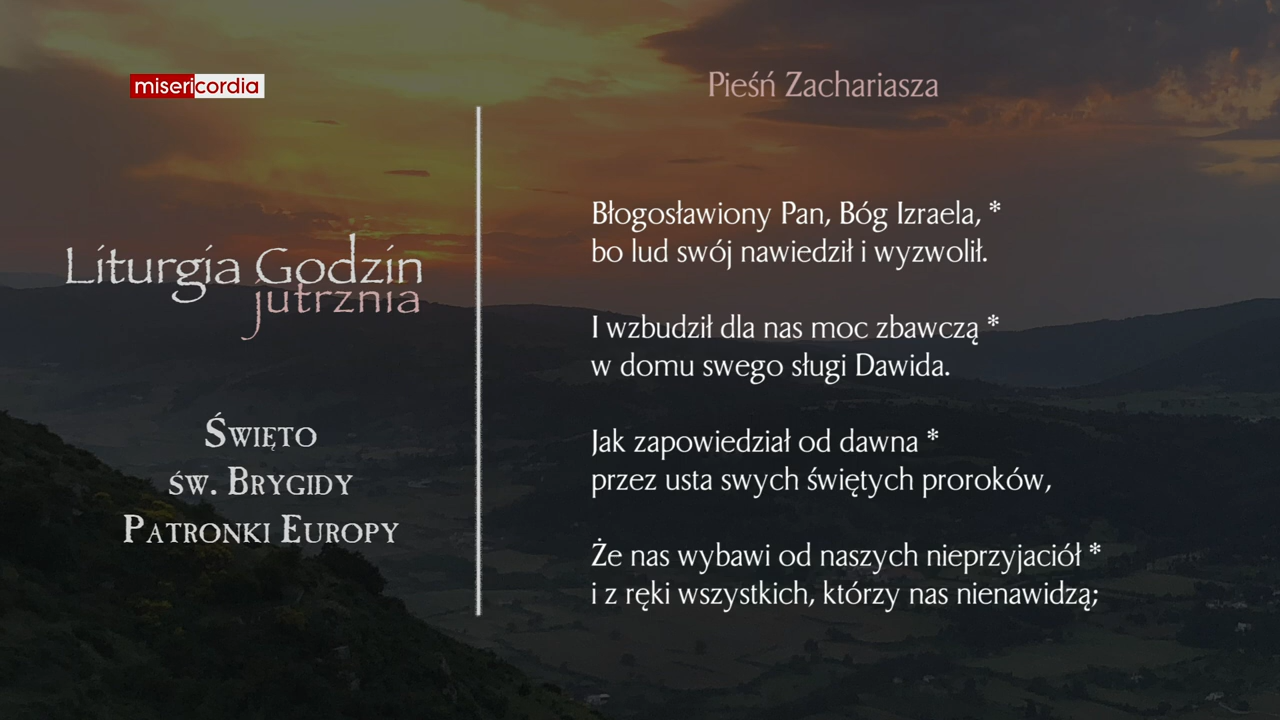 misericordia
Liturgia Godzin
jutrznia
Święto
św. Brygidy
Patronki Europy
Pieśń Zachariasza
Błogosławiony Pan, Bóg Izraela, *
bo lud swój nawiedził i wyzwolił.
I wzbudził dla nas moc zbawczą *
w domu swego sługi Dawida.
Jak zapowiedział od dawna *
przez usta swych świętych proroków,
Że nas wybawi od naszych nieprzyjaciół *
i z ręki wszystkich, którzy nas nienawidzą;